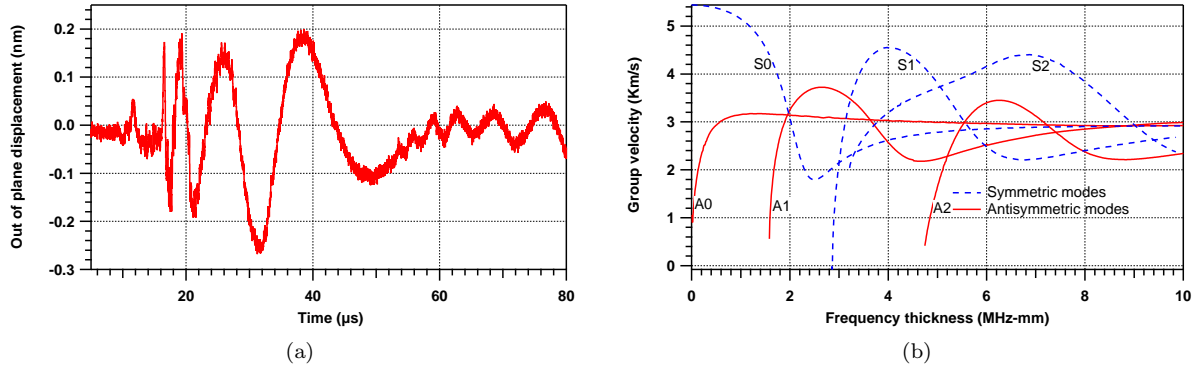 0.2
0.1
0.0
-0.1
-0.2
-0.3
Out of plane displacement (nm)
20
40
60
80
Time (µs)
(a)
5
4
3
2
1
0
Group velocity (Km/s)
S0
S1
S2
A0
A1
A2
Symmetric modes
Antisymmetric modes
0
2
4
6
8
10
Frequency thickness (MHz-mm)
(b)